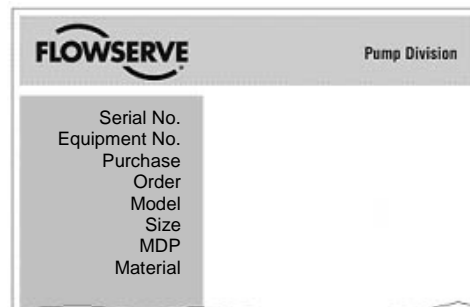 FLOWSERVE
Pump Division
Serial No.
Equipment No.
Purchase
Order
Model
Size
MDP
Material